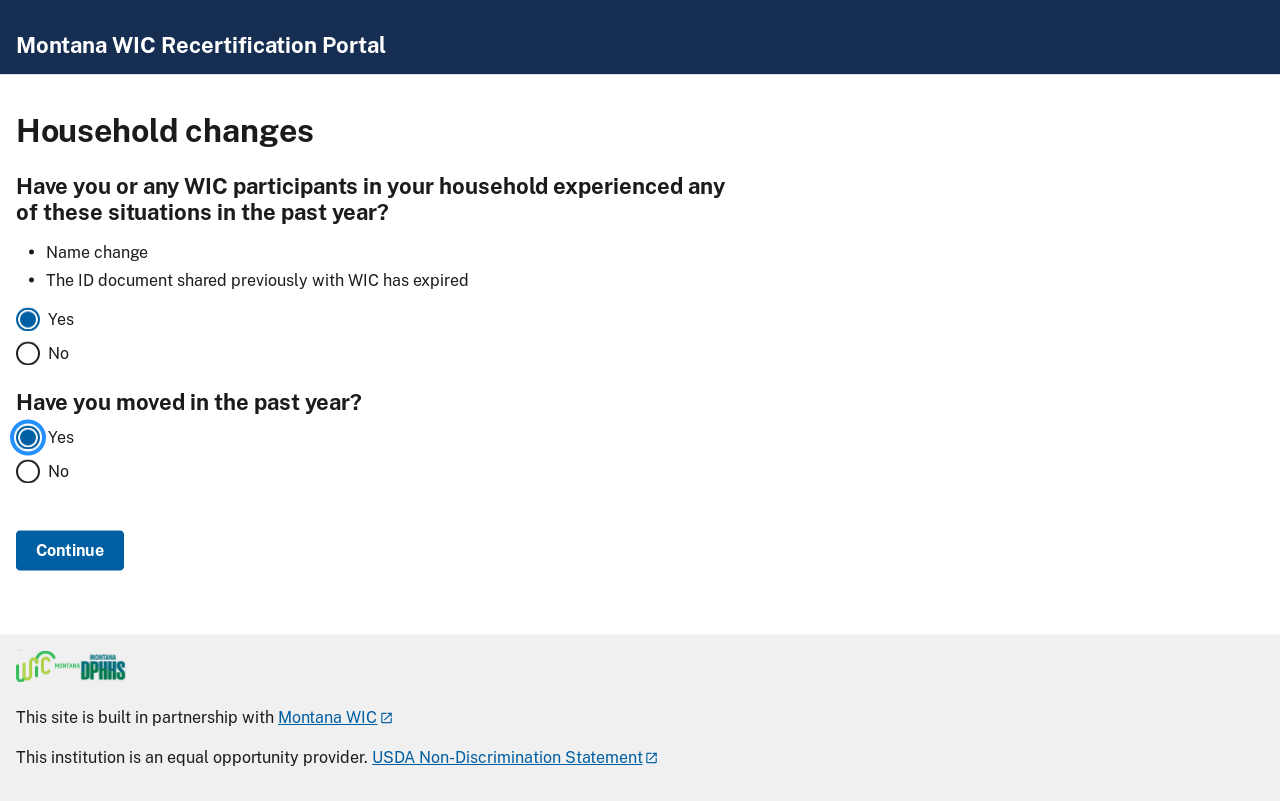 Montana WIC Recertification Portal
Household changes
Have you or any WIC participants in your household experienced any
of these situations in the past year?
• Name change
• The ID document shared previously with WIC has expired
Yes
No
Have you moved in the past year?
Yes
No
Continue
WIC MONTANA MONTANA DPHHS
This site is built in partnership with Montana WIC
This institution is an equal opportunity provider. USDA Non-Discrimination Statement